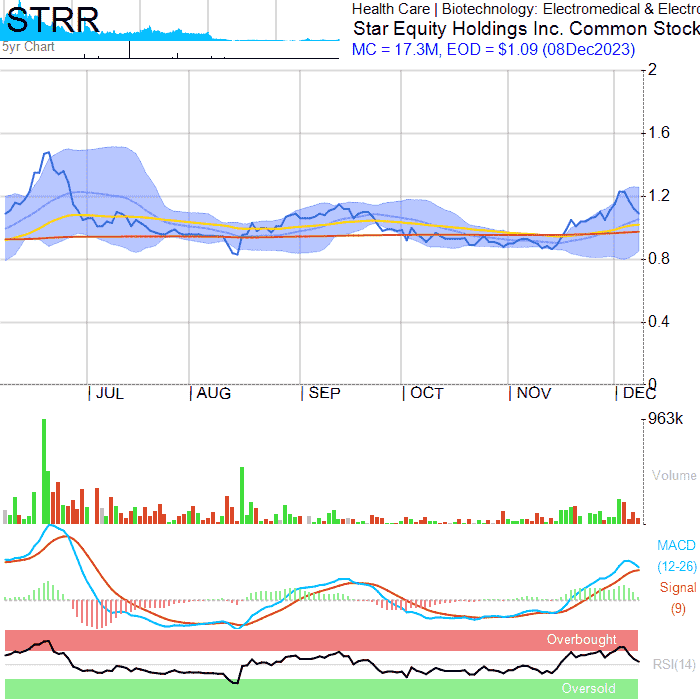 STRR
5yr Chart
Health Care | Biotechnology: Electromedical & Electro
Star Equity Holdings Inc. Common Stock
MC = 17.3M, EOD = $1.09 (08Dec2023)
2
1.6
1.2
0.8
0.4
0
JUL AUG SEP OCT NOV DEC
963k
Volume
MACD
(12-26)
Signal
(9)
Overbought
RSI(14)
Oversold